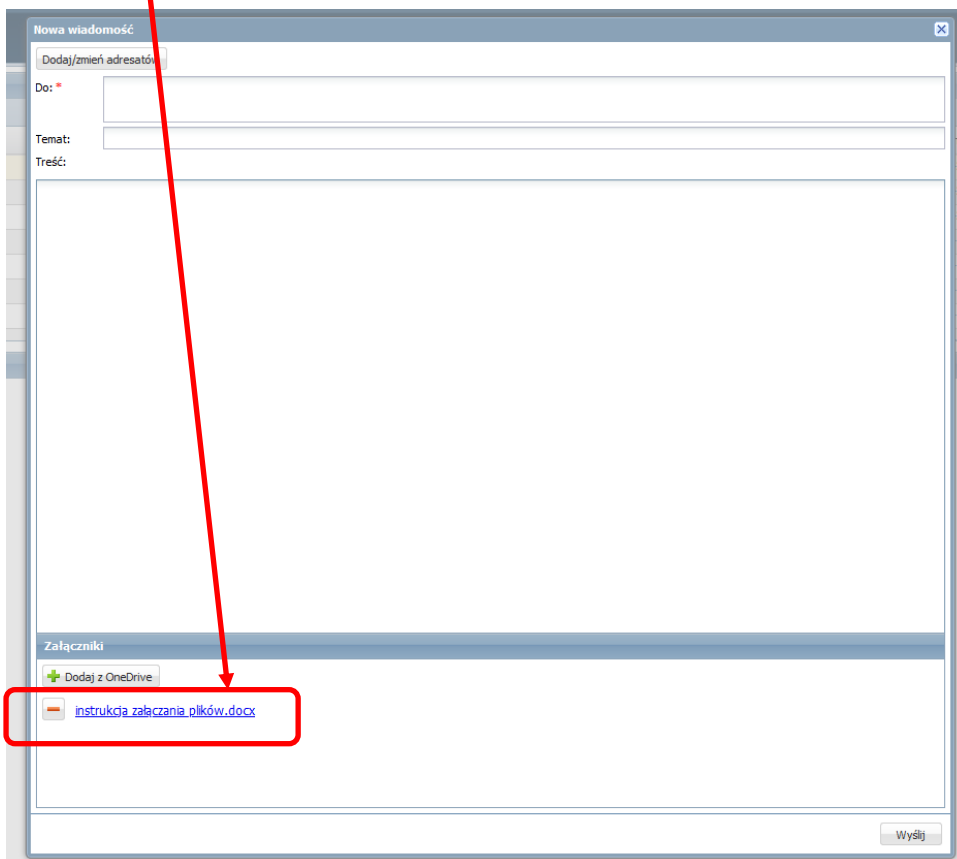 Nowa wiadomość
Dodaj/zmień adresatów
Do: *
Temat:
Treść:
Załączniki
Dodaj z OneDrive
instrukcja załączania plików.docx
Wyślij